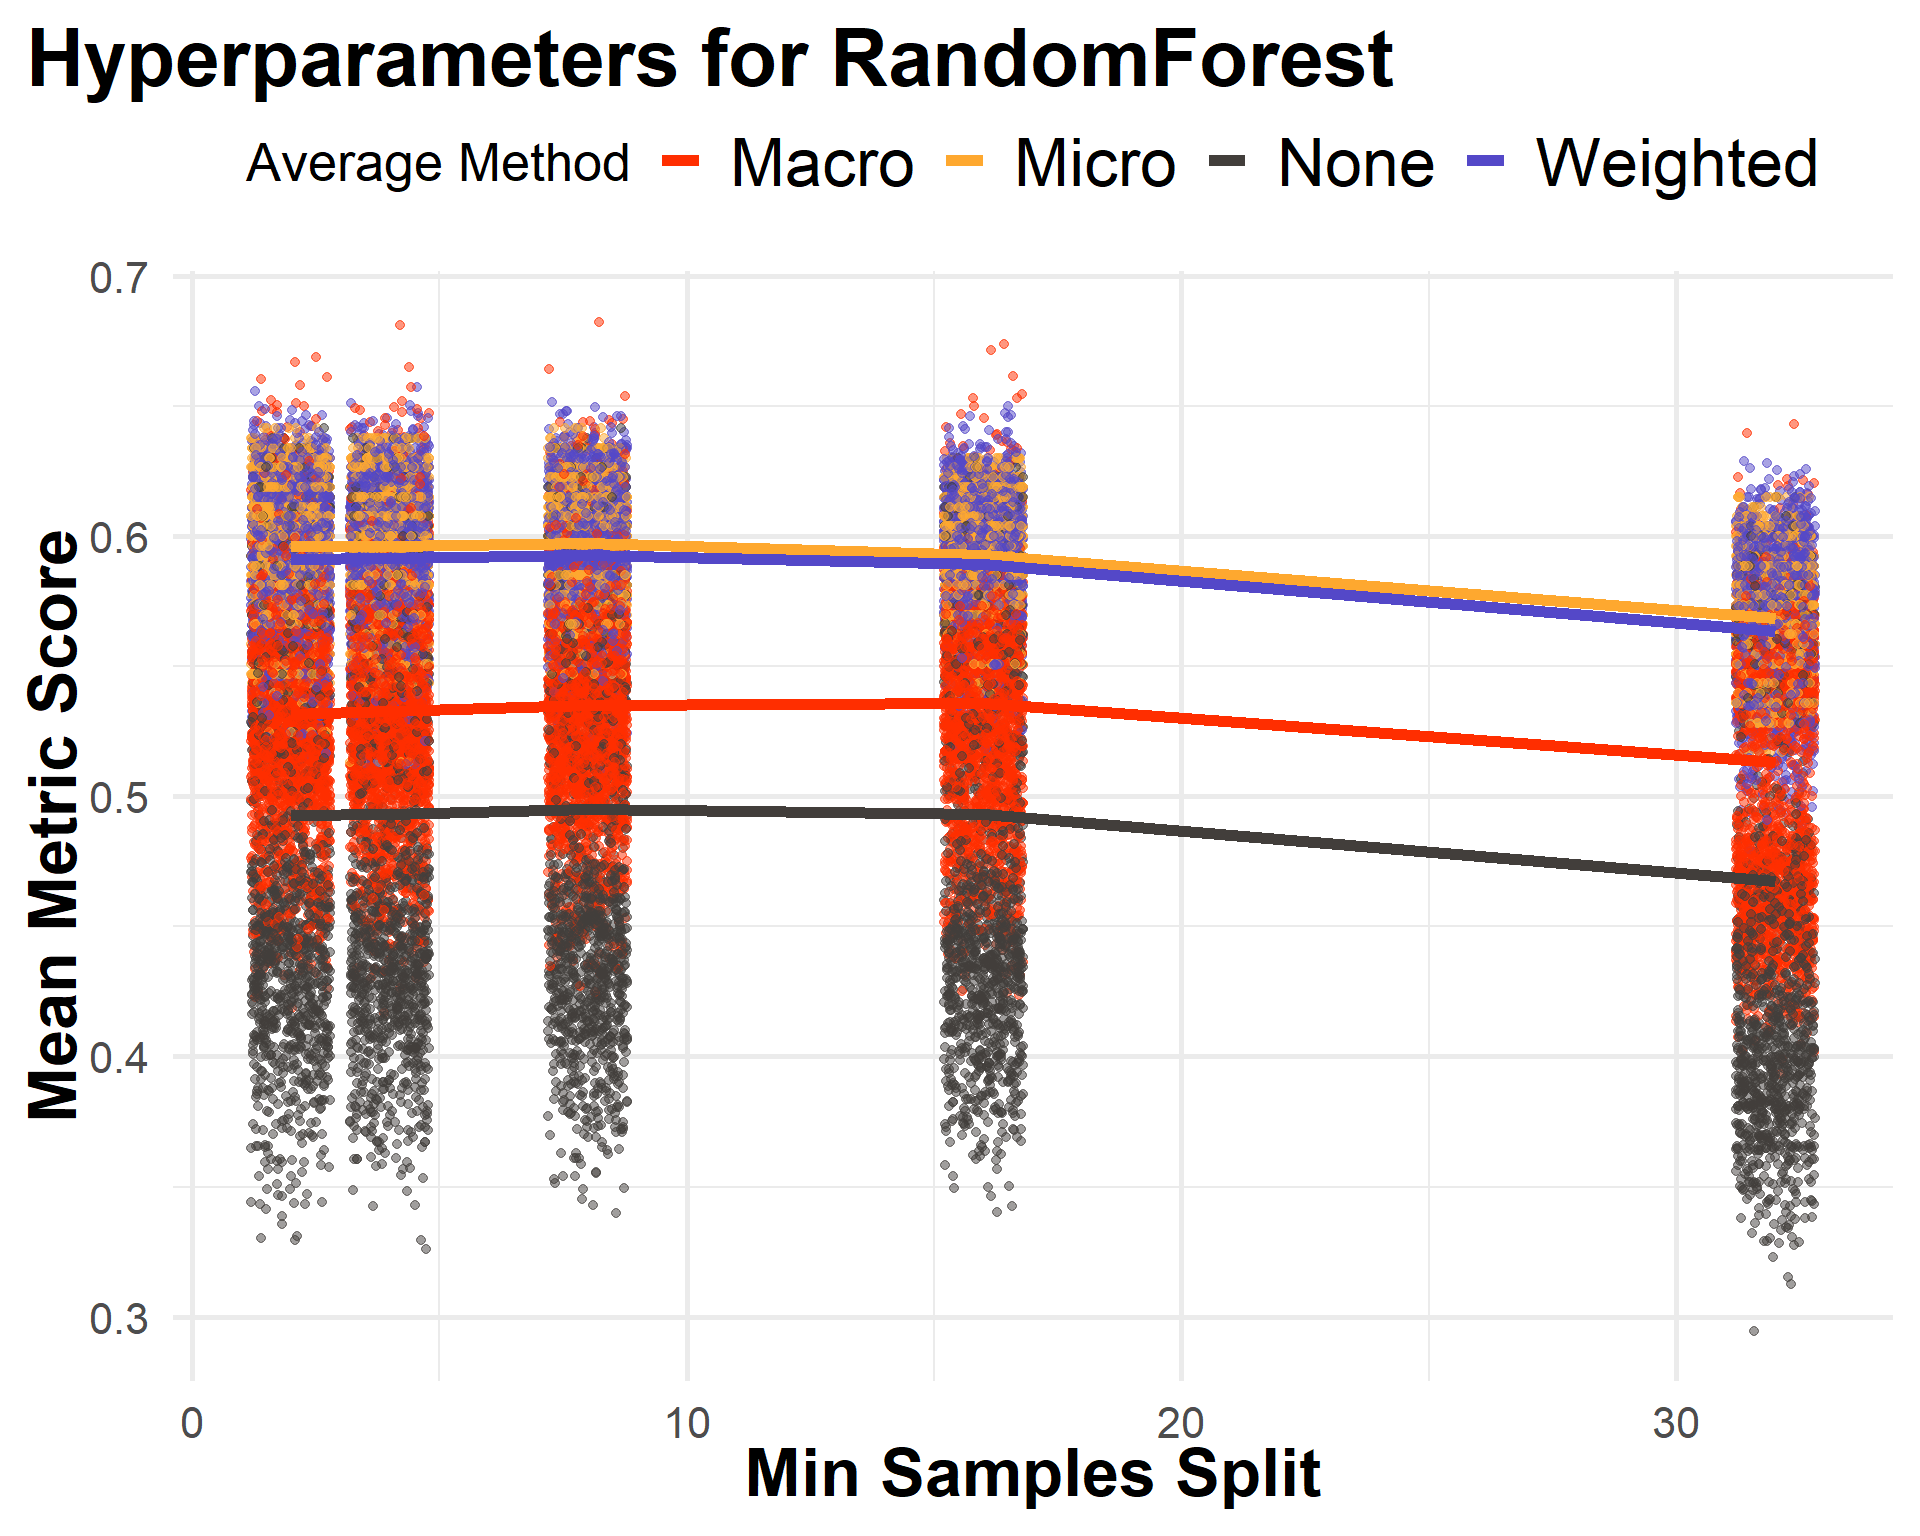 Hyperparameters for RandomForest
Average Method Macro Micro None Weighted
0.7
0.6
0.5
0.4
0.3
Mean Metric Score
0 10 20 30
Min Samples Split